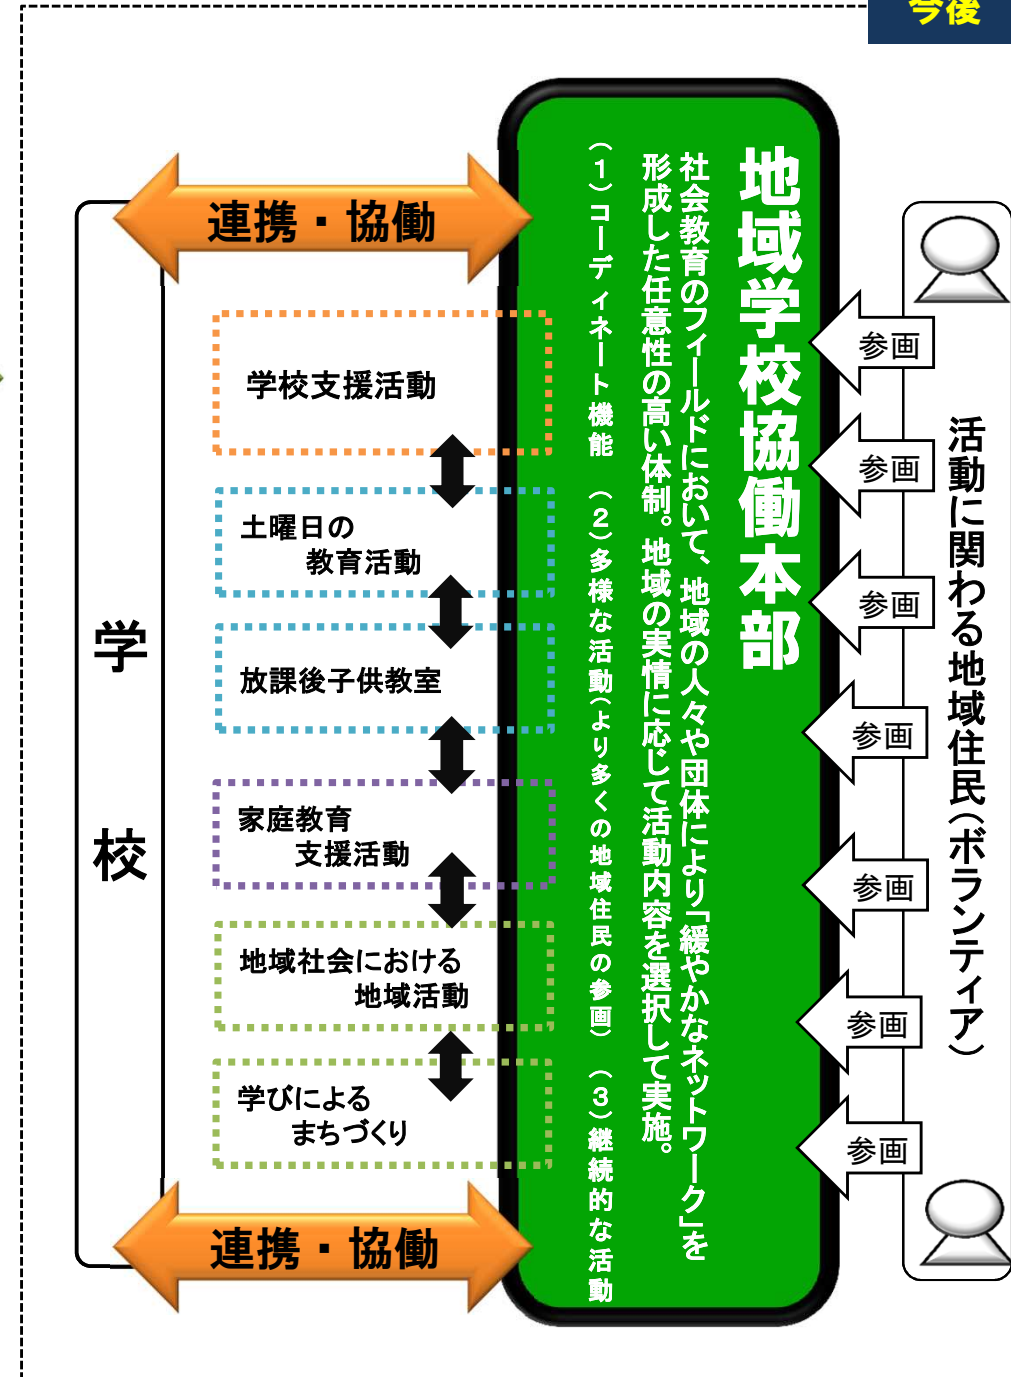 今後
連携・協働
学校
学校支援活動
土曜日の
教育活動
放課後子供教室
家庭教育
支援活動
地域社会における
地域活動
学びによる
まちづくり
連携・協働
地域学校協働本部
社会教育のフィールドにおいて、地域の人々や団体により「緩やかなネットワーク」を
形成した任意性の高い体制。地域の実情に応じて活動内容を選択して実施。
(1)コーディネート機能 (2)多様な活動(より多くの地域住民の参画) (3)継続的な活動
参画
参画
参画
参画
参画
参画
参画
活動に関わる地域住民(ボランティア)